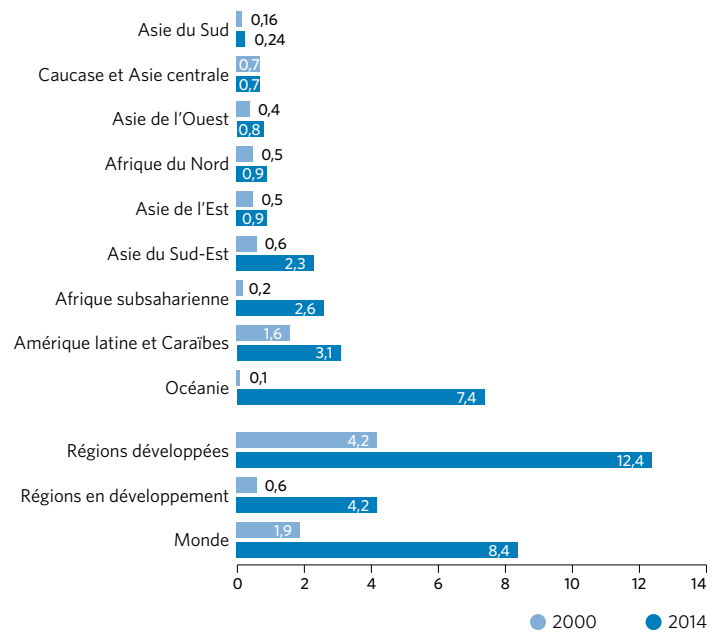 Asie du Sud
0,16
0,24
Caucase et Asie centrale
0,7
0,7
Asie de l'Ouest
0,4
0,8
Afrique du Nord
0,5
0,9
Asie de l'Est
0,5
0,9
Asie du Sud-Est
0,6
2,3
Afrique subsaharienne
0,2
2,6
Amérique latine et Caraïbes
1,6
3,1
Océanie
0,1
7,4
Régions développées
4,2
12,4
Régions en développement
0,6
4,2
Monde
1,9
8,4
0 2 4 6 8 10 12 14
2000 2014